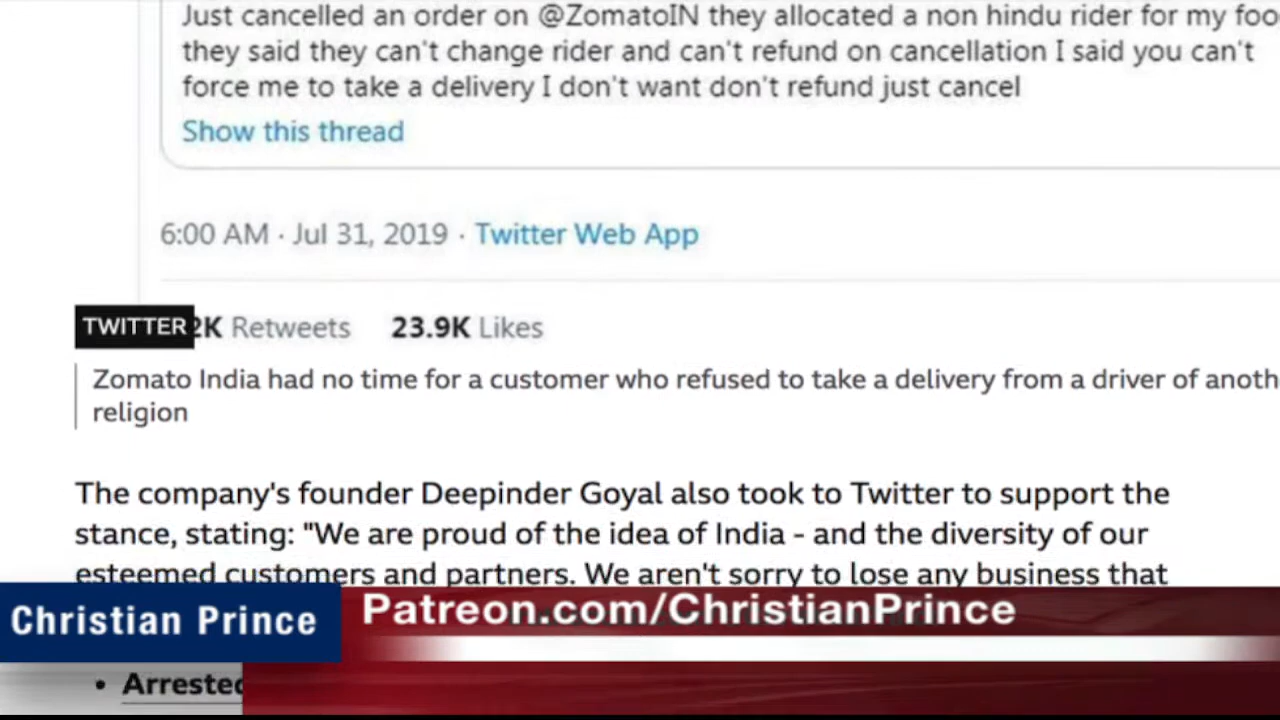 Just cancelled an order on @ZomatoIN they allocated a non hindu rider for my
they said they can't change rider and can't refund on cancellation I said you can't
force me to take a delivery I don't want don't refund just cancel
Show this thread
6:00 AM · Jul 31, 2019 · Twitter Web App
TWITTER 2K Retweets 23.9K Likes
Zomato India had no time for a customer who refused to take a delivery from a driver of
religion
The company's founder Deepinder Goyal also took to Twitter to support the
stance, stating: "We are proud of the idea of India - and the diversity of our
esteemed customers and partners. We aren't sorry to lose any business that
Christian Prince
Patreon.com/ChristianPrince
• Arrested